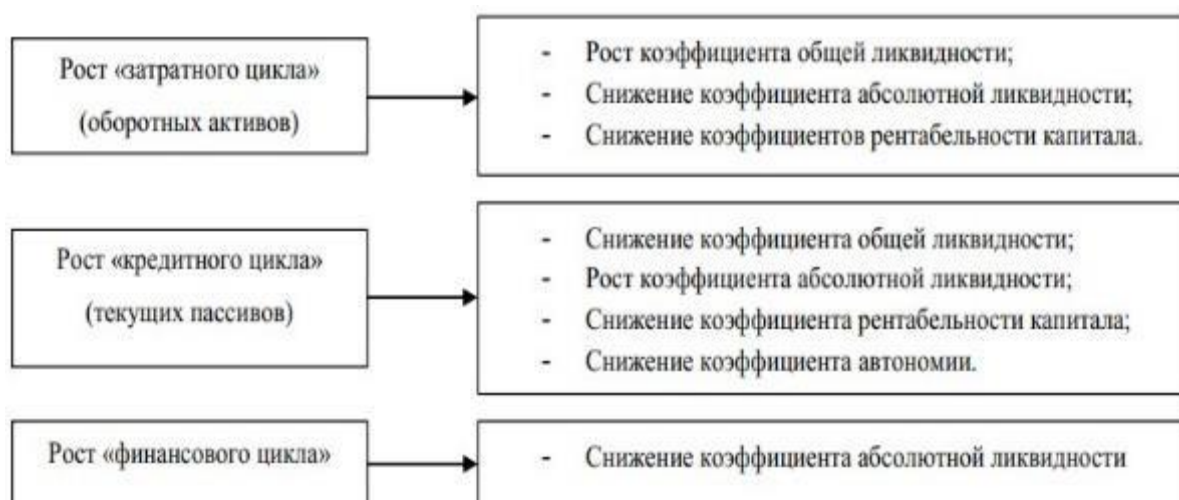 Рост «затратного цикла»
(оборотных активов)
- Рост коэффициента общей ликвидности;
- Снижение коэффициента абсолютной ликвидности;
- Снижение коэффициентов рентабельности капитала.
Рост «кредитного цикла»
(текущих пассивов)
- Снижение коэффициента общей ликвидности;
- Рост коэффициента абсолютной ликвидности;
- Снижение коэффициента рентабельности капитала;
- Снижение коэффициента автономии.
Рост «финансового цикла»
- Снижение коэффициента абсолютной ликвидности